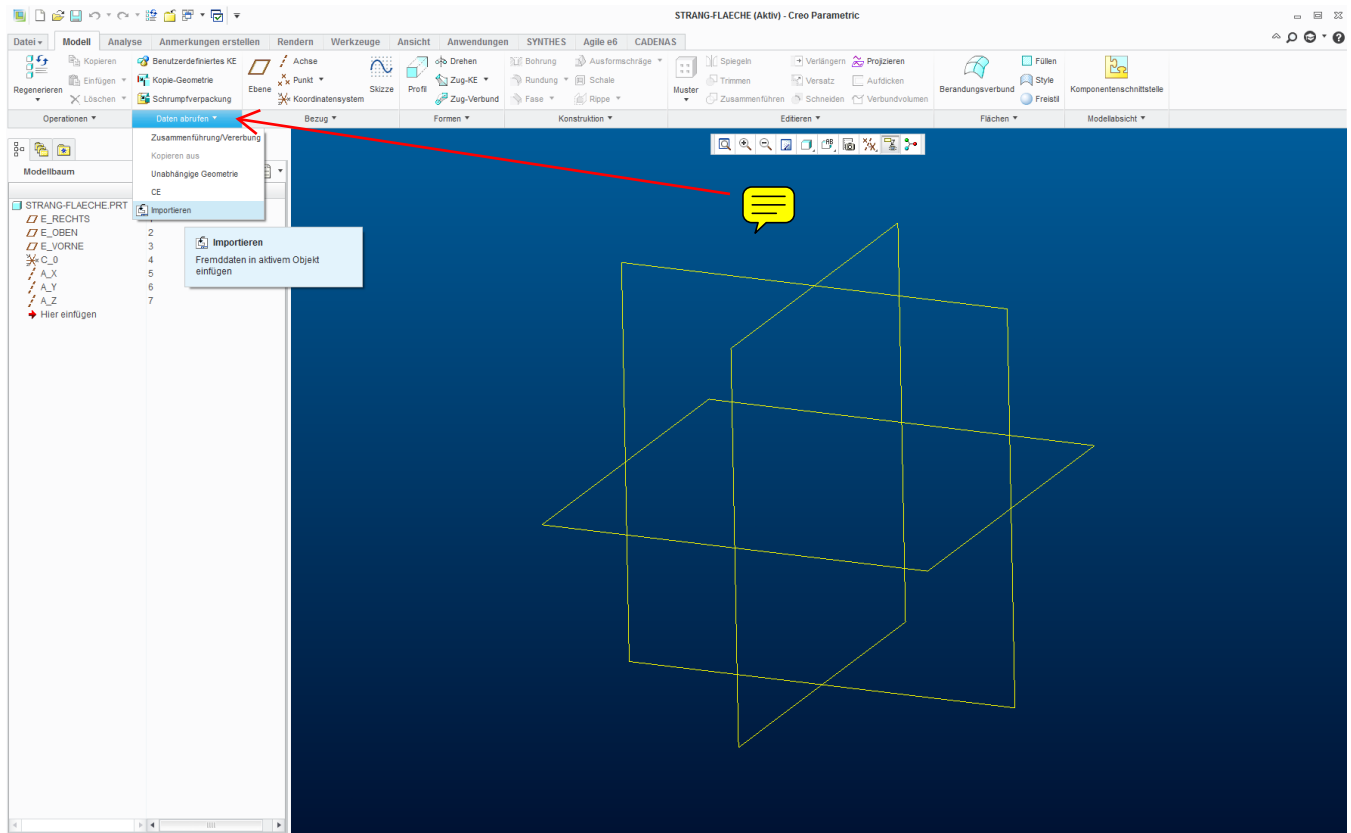 STRANG-FLAECHE (Aktiv) - Creo Parametric
Datei Modell Analyse Anmerkungen erstellen Rendern Werkzeuge Ansicht Anwendungen SYNTHES Agile e6 CADENAS
Regenerieren
Kopieren
Einfügen
Löschen
Benutzerdefiniertes KE
Kopie-Geometrie
Schrumpfverpackung
Ebene
Achse
Punkt
Koordinatensystem
Skizze
Profil
Drehen
Zug-KE
Zug-Verbund
Bohrung
Rundung
Fase
Ausformschräge
Schale
Rippe
Muster
Spiegeln
Trimmen
Zusammenführen
Verlängern
Versatz
Schneiden
Projizieren
Aufdicken
Verbundvolumen
Berandungsverbund
Füllen
Style
Freistil
Komponentenschnittstelle
Operationen Daten abrufen Bezug Formen Konstruktion Editieren Flächen Modellabsicht
Zusammenführung/Vererbung
Kopieren aus
Unabhängige Geometrie
CE
Importieren
Importieren
Fremddaten in aktivem Objekt
einfügen
Modellbaum
STRANG-FLAECHE.PRT
E_RECHTS
E_OBEN 2
E_VORNE 3
C_0 4
A_X 5
A_Y 6
A_Z 7
Hier einfügen